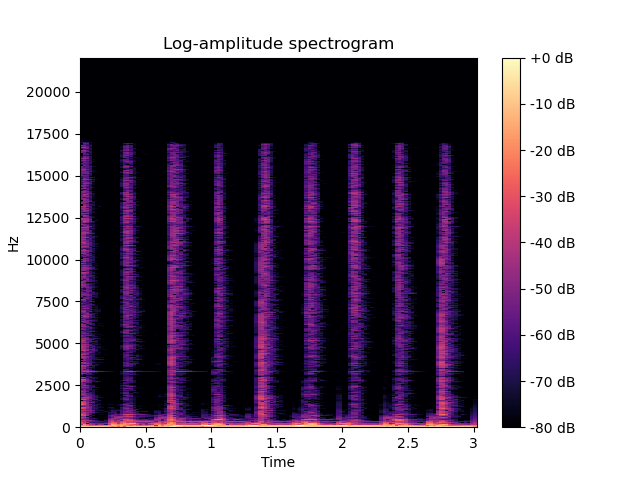 Log-amplitude spectrogram
Hz
20000
17500
15000
12500
10000
7500
5000
2500
0
0 0.5 1 1.5 2 2.5 3
Time
+0 dB
-10 dB
-20 dB
-30 dB
-40 dB
-50 dB
-60 dB
-70 dB
-80 dB